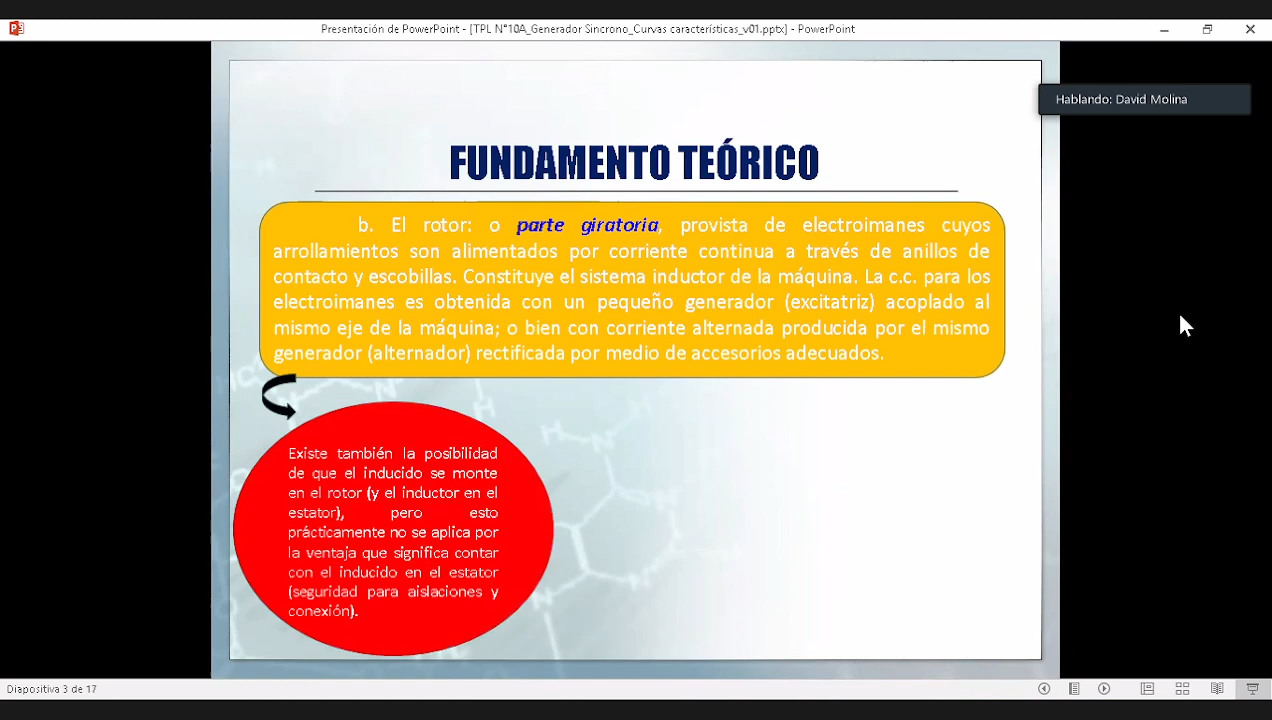 Presentación de PowerPoint - [TPL N°10A_Generador Sincrono_Curvas características_v01.pptx] - PowerPoint
Hablando: David Molina
FUNDAMENTO TEÓRICO
b. El rotor: o parte giratoria, provista de electroimanes cuyos
arrollamientos son alimentados por corriente continua a través de anillos de
contacto y escobillas. Constituye el sistema inductor de la máquina. La c.c. para los
electroimanes es obtenida con un pequeño generador (excitatriz) acoplado al
mismo eje de la máquina; o bien con corriente alternada producida por el mismo
generador (alternador) rectificada por medio de accesorios adecuados.
Existe también la posibilidad
de que el inducido se monte
en el rotor (y el inductor en el
estator), pero esto
prácticamente no se aplica por
la ventaja que significa contar
con el inducido en el estator
(seguridad para aislaciones y
conexión).
Diapositiva 3 de 17